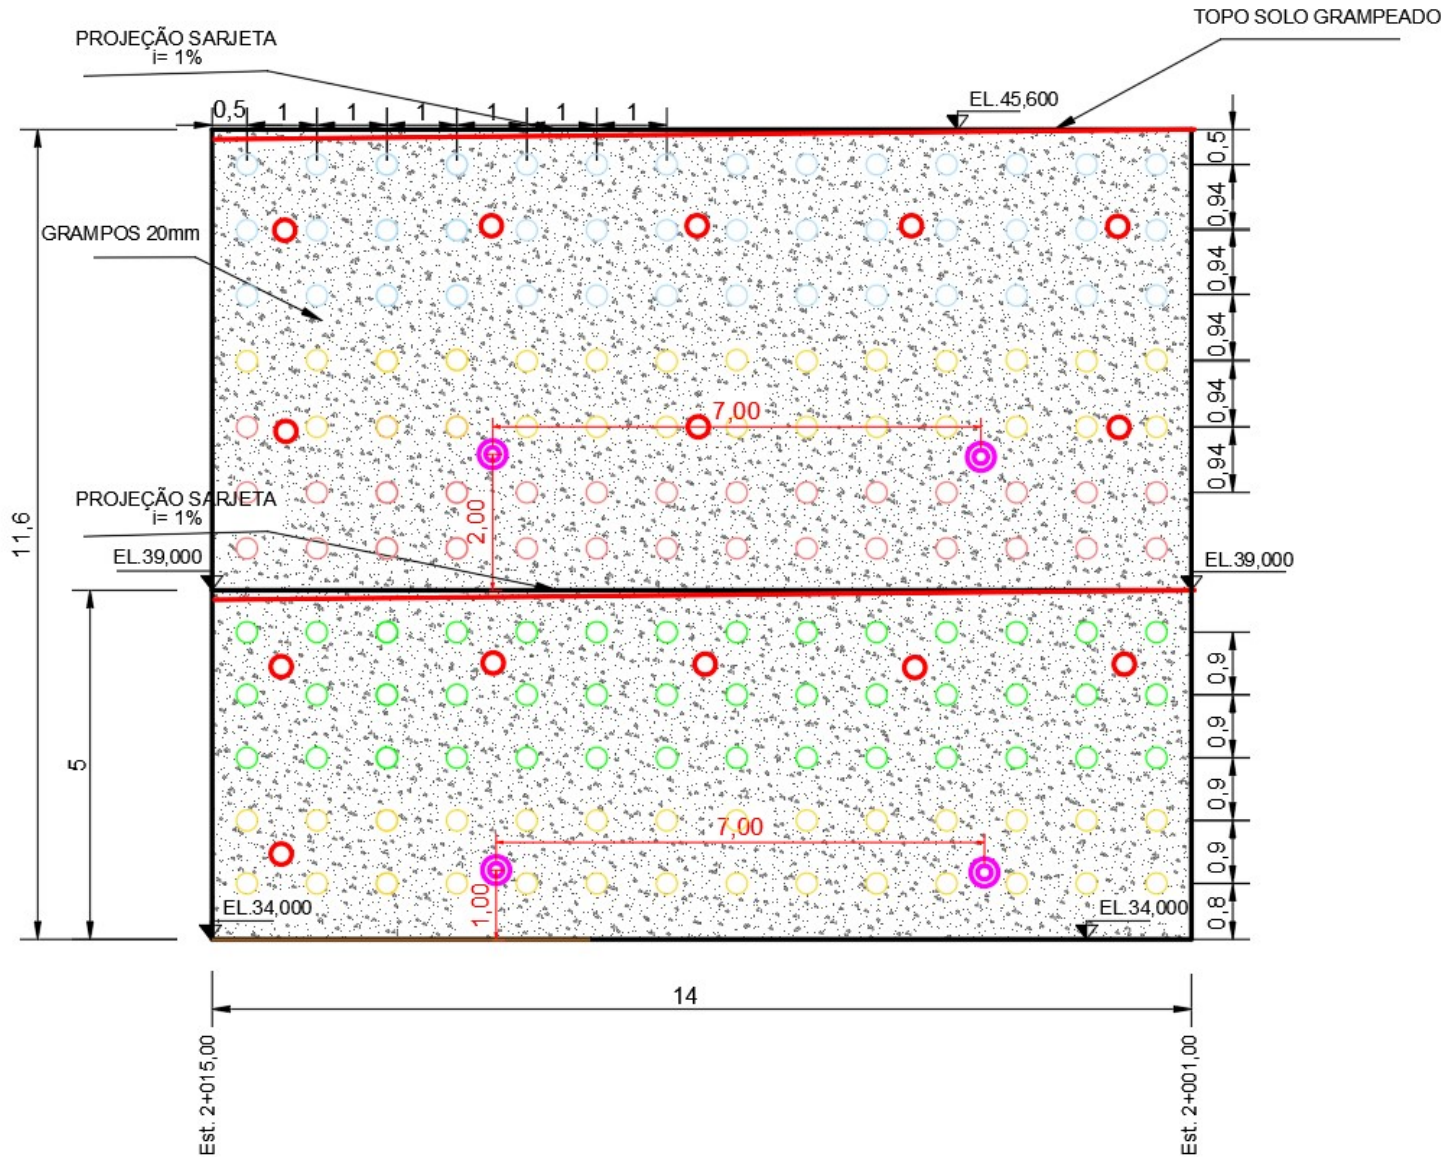 TOPO SOLO GRAMPEADO
PROJEÇÃO SARJETA
i= 1%
EL.45,600
0,5
1
1
1
1
1
1
0,5
0,94
0,94
0,94
0,94
0,94
GRAMPOS 20mm
7,00
2,00
PROJEÇÃO SARJETA
i= 1%
11,6
EL.39,000
EL.39,000
5
0,9
0,9
0,9
0,9
0,8
7,00
1,00
EL.34,000
EL.34,000
14
Est. 2+015,00
Est. 2+001,00